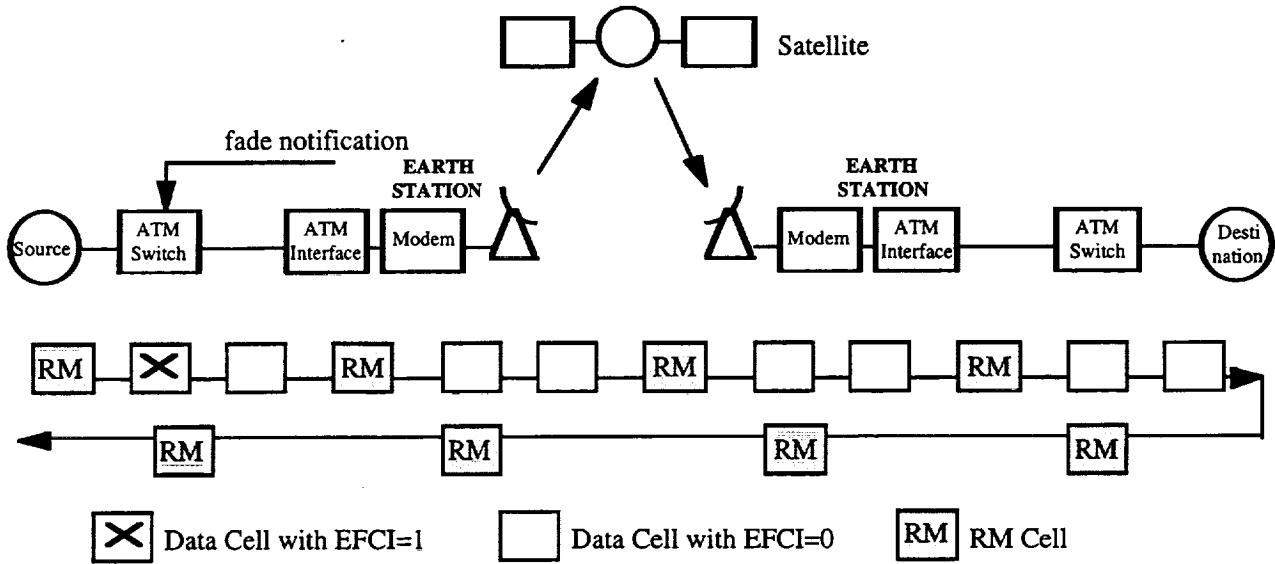 Satellite
fade notification
EARTH
STATION
EARTH
STATION
Source
ATM
Switch
ATM
Interface
Modem
Modem
ATM
Interface
ATM
Switch
Desti
nation
RM
RM
RM
RM
RM
RM
RM
RM
Data Cell with EFCI=1
Data Cell with EFCI=0
RM
RM Cell